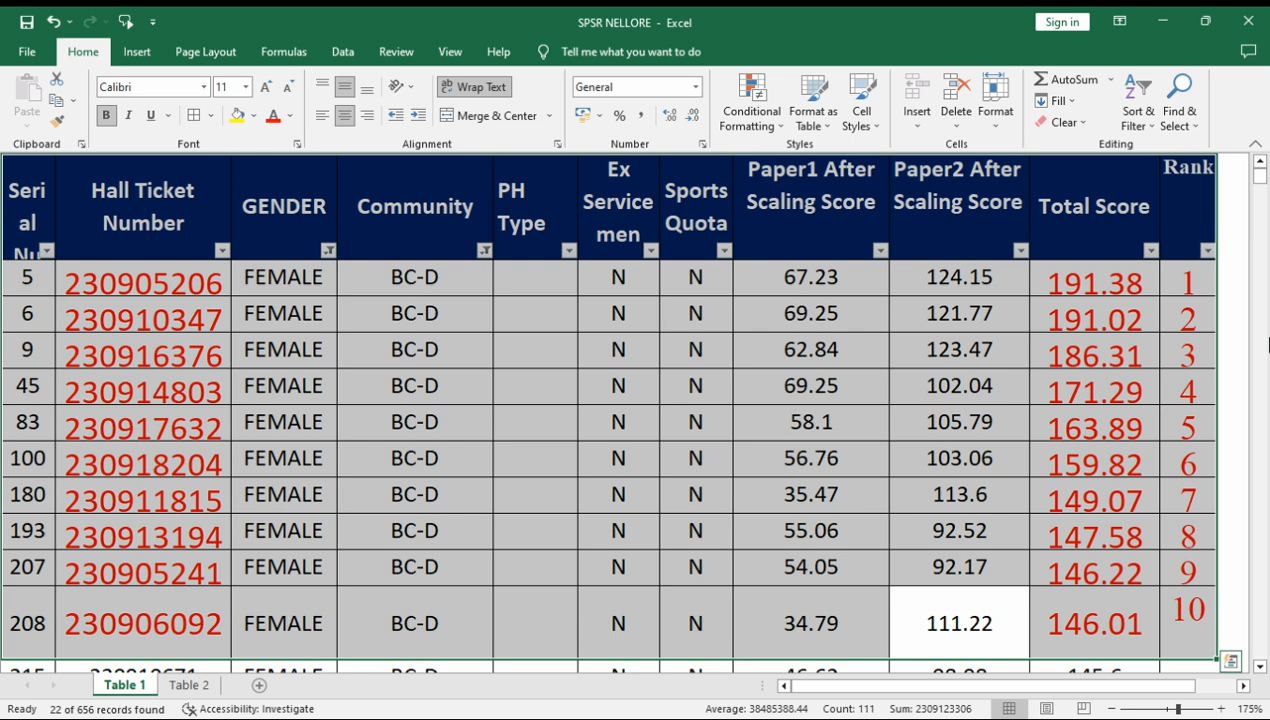 SPSR NELLORE - Excel
Sign in
File Home Insert Page Layout Formulas Data Review View Help Tell me what you want to do
Paste
Calibri 11
B I U A
Wrap Text
Merge & Center
General
% ,
Conditional Formatting
Format as Table
Cell Styles
Insert Delete Format
AutoSum
Fill
Clear
Sort & Filter
Find & Select
Clipboard Font Alignment Number Styles Cells Editing
Seri al Nu Hall Ticket Number GENDER Community PH Type Ex Service men Sports Quota Paper1 After Scaling Score Paper2 After Scaling Score Total Score Rank
5 230905206 FEMALE BC-D N N 67.23 124.15 191.38 1
6 230910347 FEMALE BC-D N N 69.25 121.77 191.02 2
9 230916376 FEMALE BC-D N N 62.84 123.47 186.31 3
45 230914803 FEMALE BC-D N N 69.25 102.04 171.29 4
83 230917632 FEMALE BC-D N N 58.1 105.79 163.89 5
100 230918204 FEMALE BC-D N N 56.76 103.06 159.82 6
180 230911815 FEMALE BC-D N N 35.47 113.6 149.07 7
193 230913194 FEMALE BC-D N N 55.06 92.52 147.58 8
207 230905241 FEMALE BC-D N N 54.05 92.17 146.22 9
208 230906092 FEMALE BC-D N N 34.79 111.22 146.01 10
Table 1 Table 2
Ready 22 of 656 records found Accessibility: Investigate Average: 38485388.44 Count: 111 Sum: 2309123306 175%